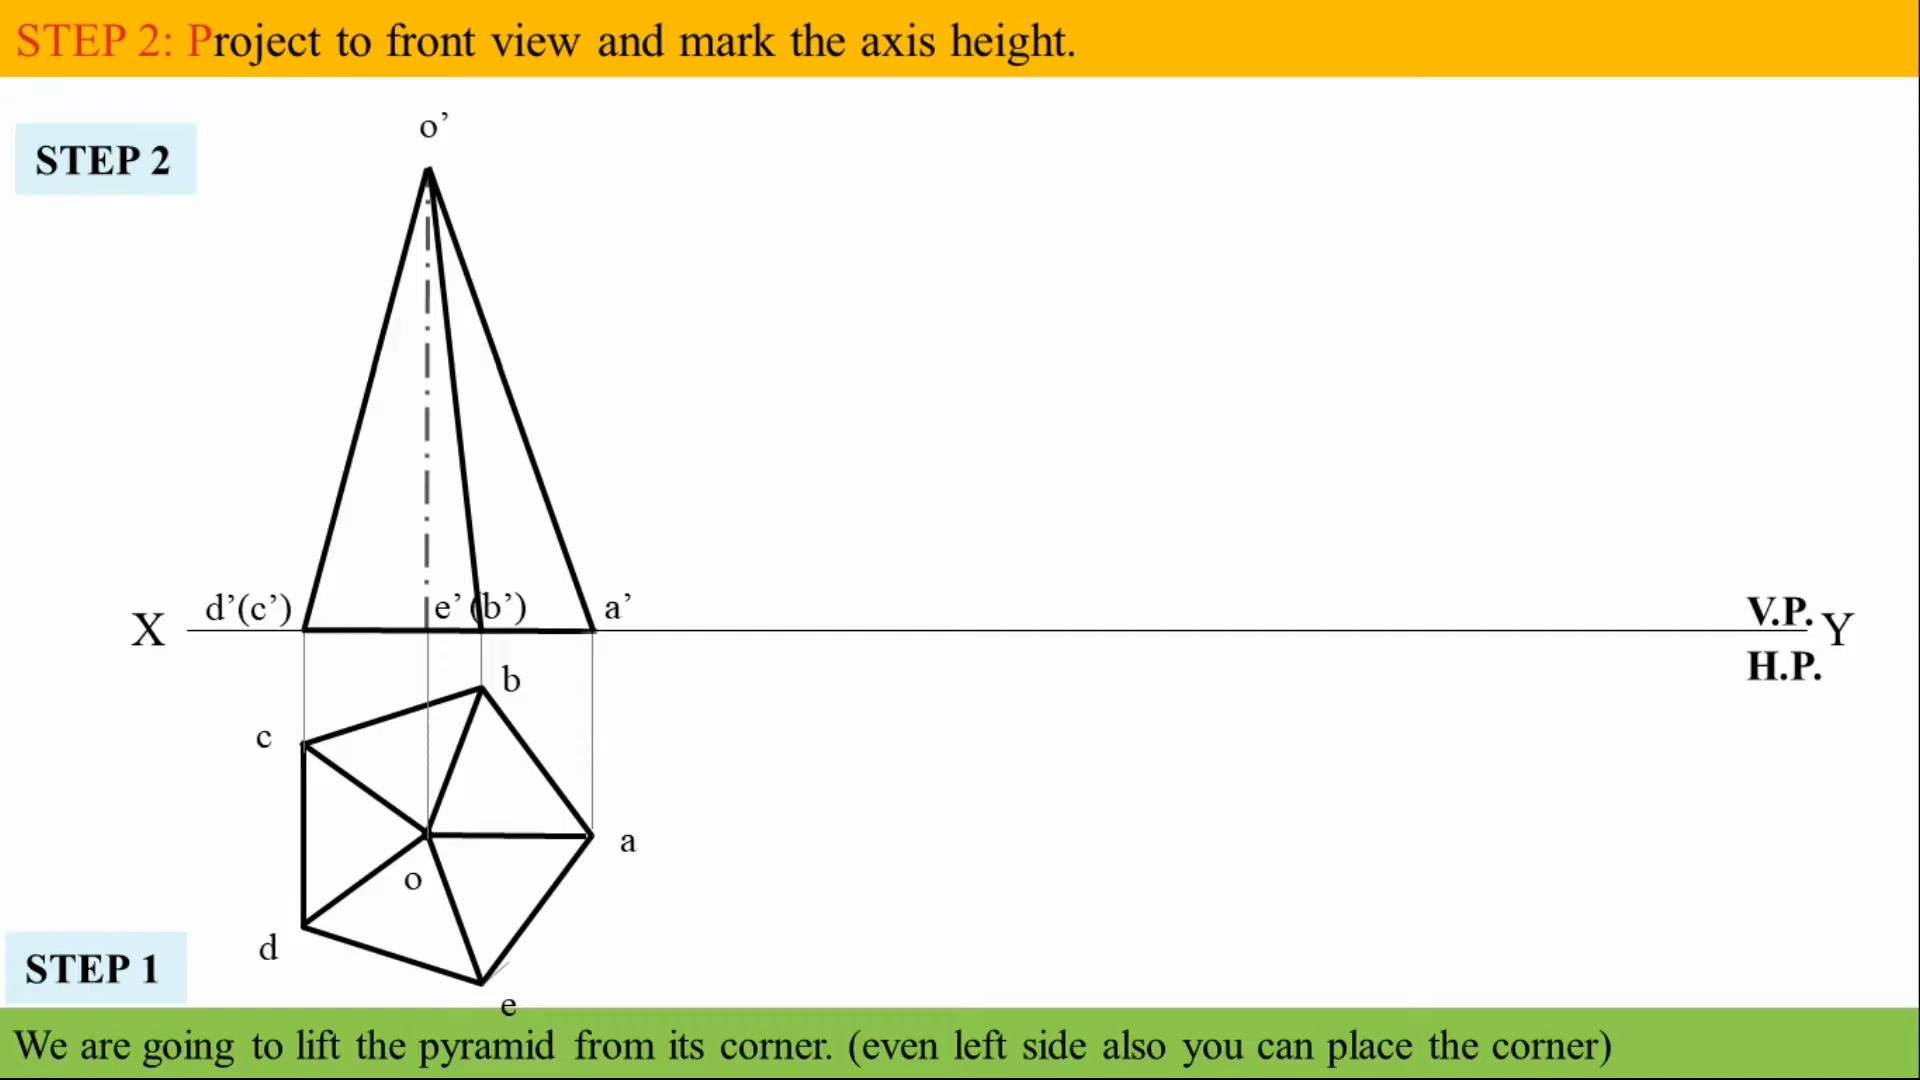 STEP 2: Project to front view and mark the axis height.
o’
STEP 2
d’(c’) e’ (b’) a’
X
V.P. Y
H.P.
b
c
a
o
d
STEP 1
e
We are going to lift the pyramid from its corner. (even left side also you can place the corner)